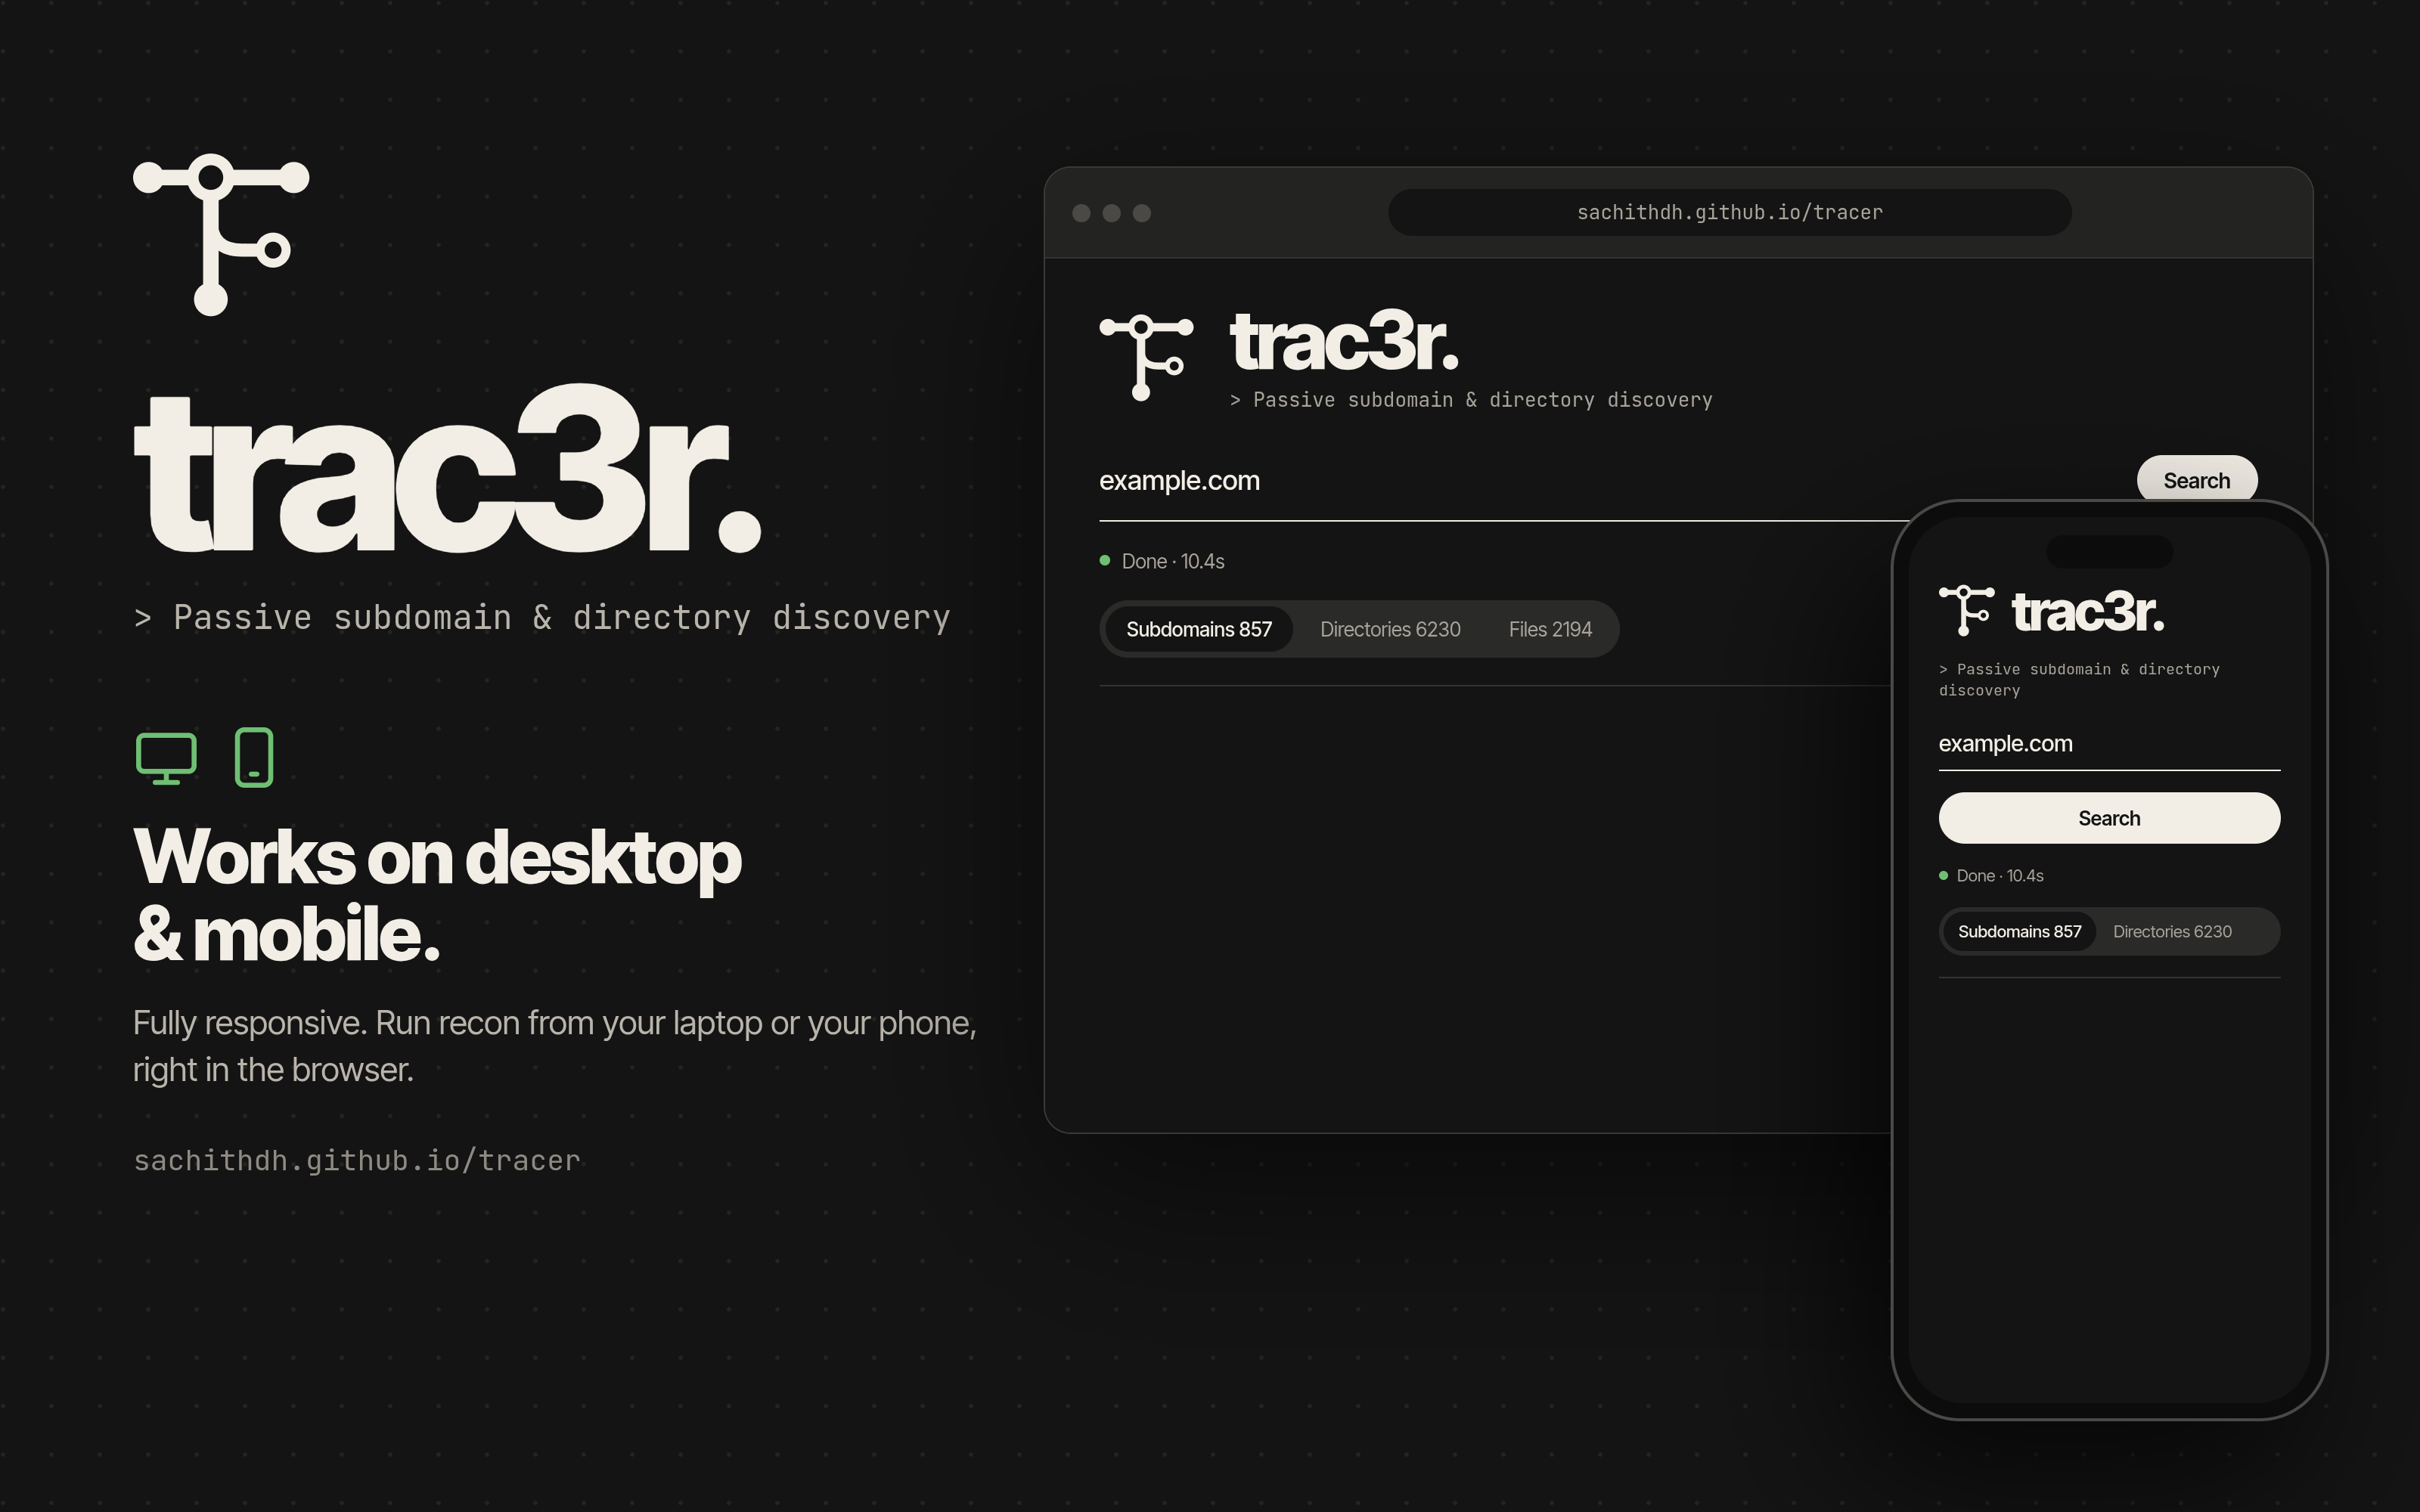 trac3r.
> Passive subdomain & directory discovery
Works on desktop
& mobile.
Fully responsive. Run recon from your laptop or your phone,
right in the browser.
sachithdh.github.io/tracer
sachithdh.github.io/tracer
trac3r.
> Passive subdomain & directory discovery
example.com
Search
Done · 10.4s
Subdomains 857
Directories 6230
Files 2194
trac3r.
> Passive subdomain & directory
discovery
example.com
Search
Done · 10.4s
Subdomains 857
Directories 6230